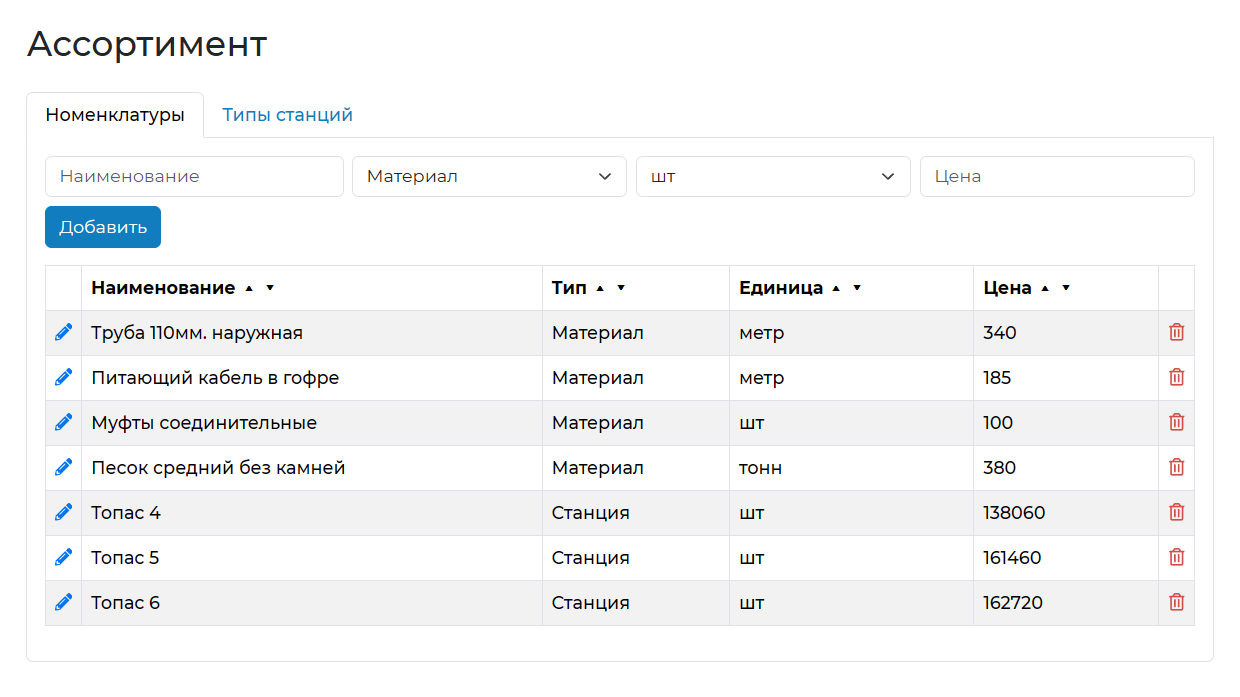 Ассортимент
Номенклатуры Типы станций
Наименование Материал шт Цена
Добавить
Наименование ▲ ▼ Тип ▲ ▼ Единица ▲ ▼ Цена ▲ ▼
Труба 110мм. наружная Материал метр 340
Питающий кабель в гофре Материал метр 185
Муфты соединительные Материал шт 100
Песок средний без камней Материал тонн 380
Топас 4 Станция шт 138060
Топас 5 Станция шт 161460
Топас 6 Станция шт 162720